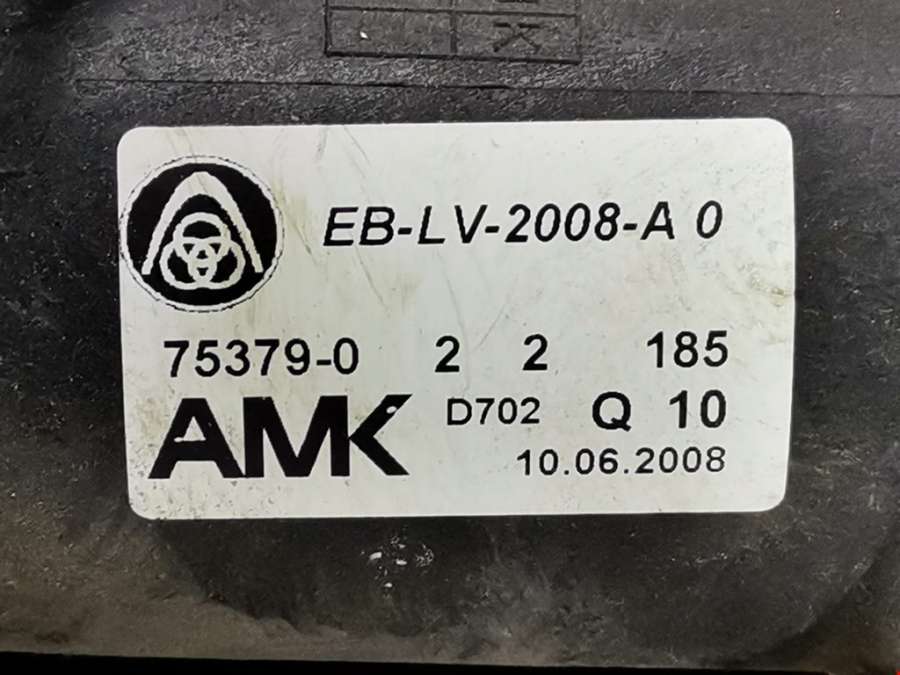 EB-LV-2008-A 0
75379-0 2 2 185
AMK D702 Q 10
10.06.2008